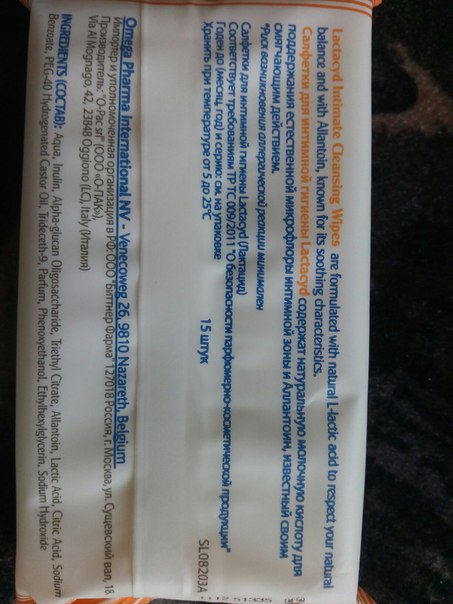 Lactacyd Intimate Cleansing Wipes are formulated with natural L-lactic acid to respect your natural
balance and with Allantoin, known for its soothing characteristics.
Салфетки для интимной гигиены Lactacyd содержат натуральную молочную кислоту для
поддержания естественной микрофлоры интимной зоны и Аллантоин, известный своим
смягчающим действием.
*Риск возникновения аллергической реакции минимален
Салфетки для интимной гигиены Lactacyd (Лактацид)
Соответствует требованиям ТР ТС 009/2011 "О безопасности парфюмерно-косметической продукции"
Годен до (месяц, год) и серию: см. на упаковке
Хранить при температуре от 5 до 25°C
15 штук
SL08203A
Omega Pharma International NV - Venecoweg 26, 9810 Nazareth, Belgium
Импортер и уполномоченная организация в РФ: ООО "Биттнер Фарма" 127018 Россия, г. Москва, ул. Сущевский вал, 18.
Производитель: "O-Pac srl" (ООО «О-ПАК»),
Via Al Mognago, 42, 23848 Oggiono (LC), Italy (Италия)
INGREDIENTS (СОСТАВ): Aqua, Inulin, Alpha-glucan Oligosaccharide, Triethyl Citrate, Allantoin, Lactic Acid, Citric Acid, Sodium
Benzoate, PEG-40 Hydrogenated Castor Oil, Trideceth-9, Parfum, Phenoxyethanol, Ethylhexylglycerin, Sodium Hydroxide